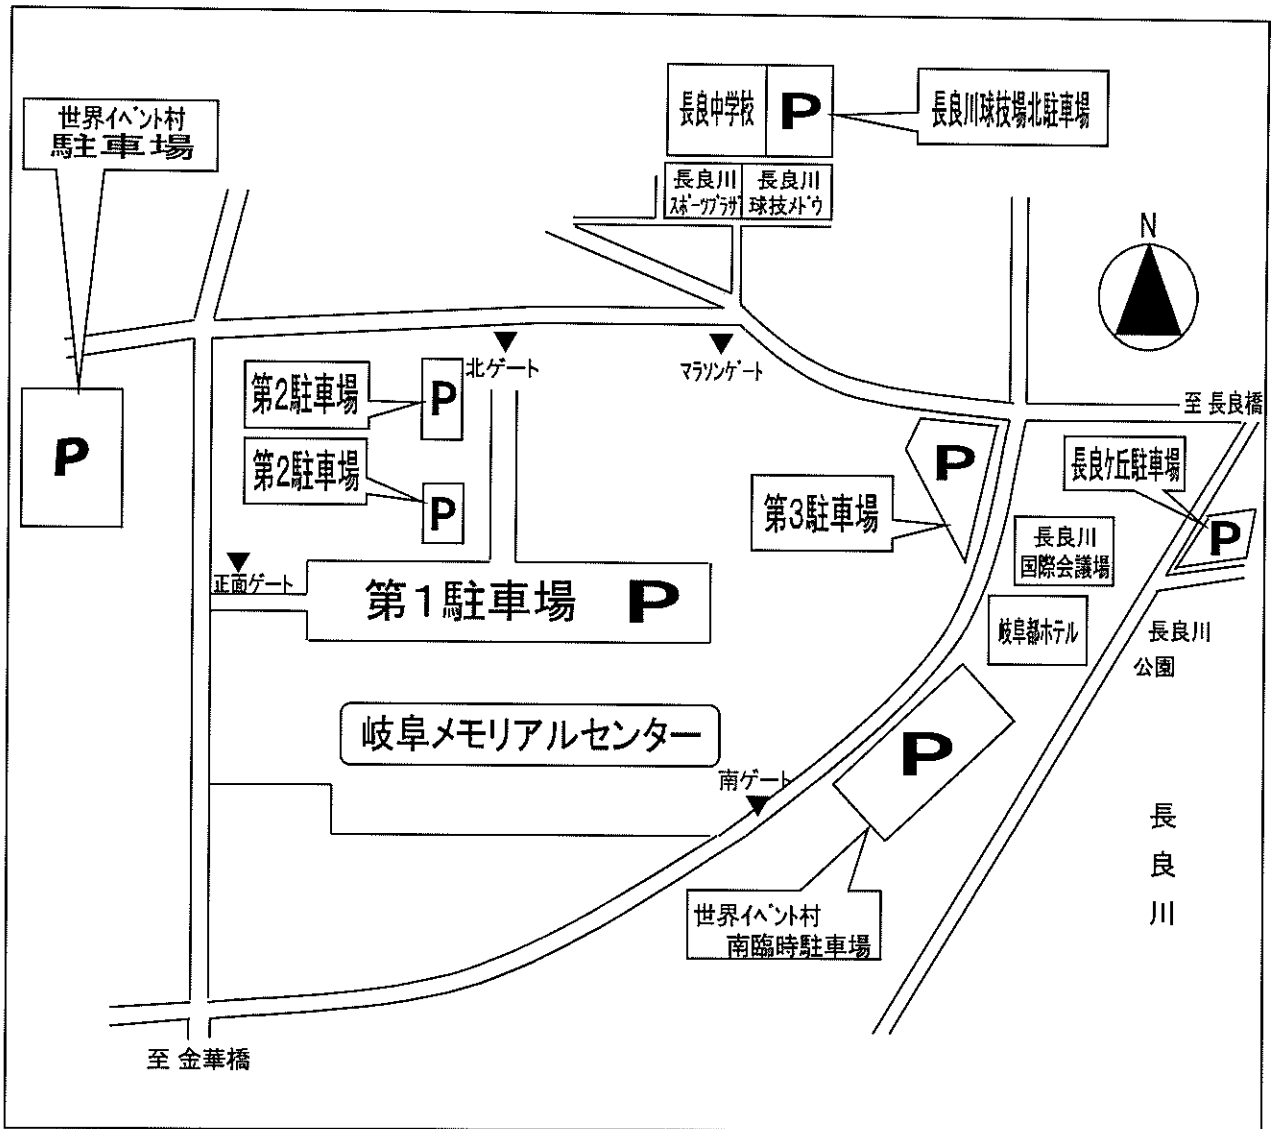 世界イベント村
駐車場
長良中学校
P
長良川球技場北駐車場
長良川
スポーツプラザ
長良川
球技メドウ
N
北ゲート
マラソンゲート
至 長良橋
第2駐車場
P
第2駐車場
P
P
P
第3駐車場
長良ケ丘駐車場
P
長良川
国際会議場
正面ゲート
第1駐車場 P
岐阜都ホテル
長良川
公園
岐阜メモリアルセンター
南ゲート
P
世界イベント村
南臨時駐車場
長
良
川
至 金華橋